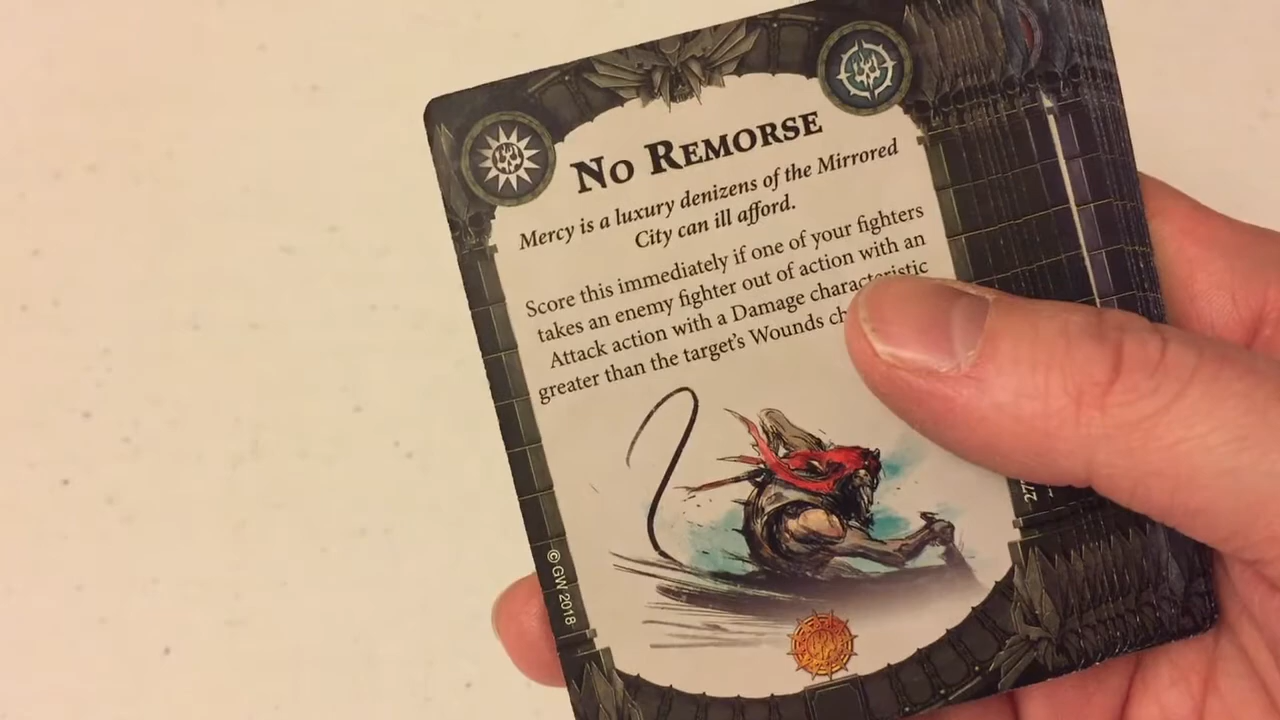 No Remorse
Mercy is a luxury denizens of the Mirrored
City can ill afford.
Score this immediately if one of your fighters
takes an enemy fighter out of action with an
Attack action with a Damage characteristic
greater than the target's Wounds
© GW 2018